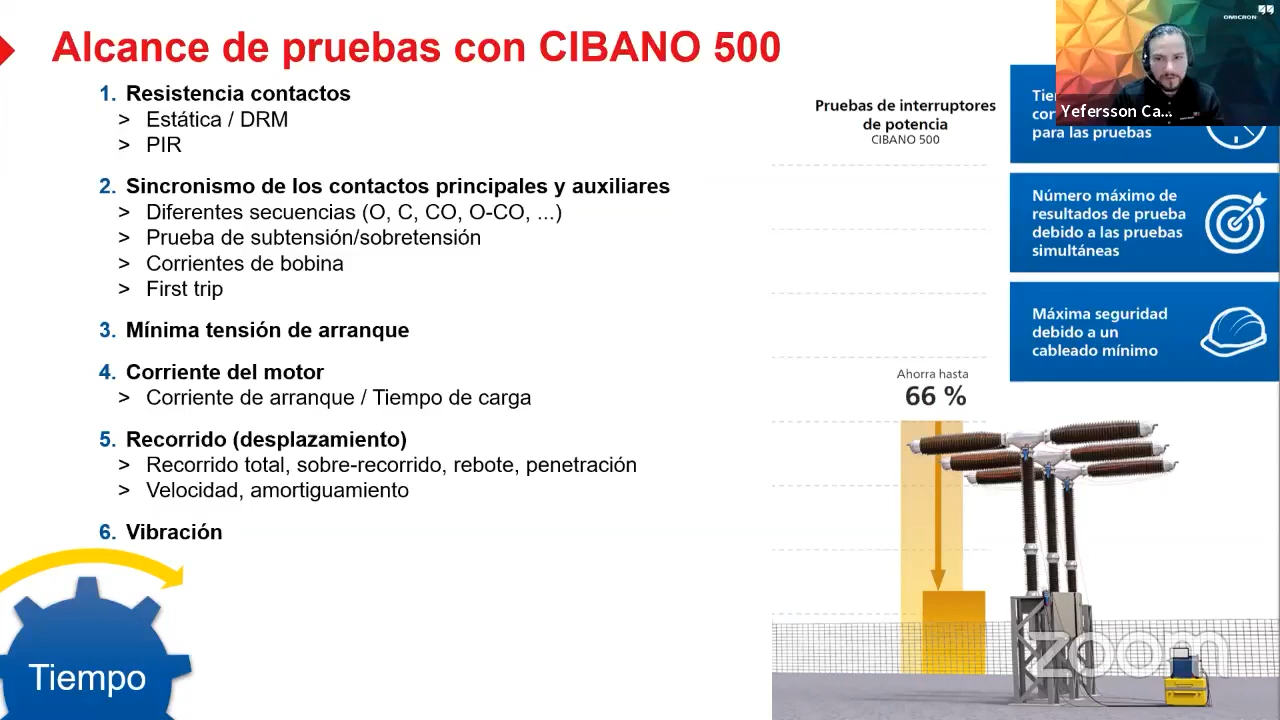 Alcance de pruebas con CIBANO 500
1. Resistencia contactos
> Estática / DRM
> PIR
2. Sincronismo de los contactos principales y auxiliares
> Diferentes secuencias (O, C, CO, O-CO, ...)
> Prueba de subtensión/sobretensión
> Corrientes de bobina
> First trip
3. Mínima tensión de arranque
4. Corriente del motor
> Corriente de arranque / Tiempo de carga
5. Recorrido (desplazamiento)
> Recorrido total, sobre-recorrido, rebote, penetración
> Velocidad, amortiguamiento
6. Vibración
Tiempo
Pruebas de interruptores
de potencia
CIBANO 500
Ahorra hasta
66 %
OMICRON
Yefersson Ca...
para las pruebas
Número máximo de
resultados de prueba
debido a las pruebas
simultáneas
Máxima seguridad
debido a un
cableado mínimo
zoom